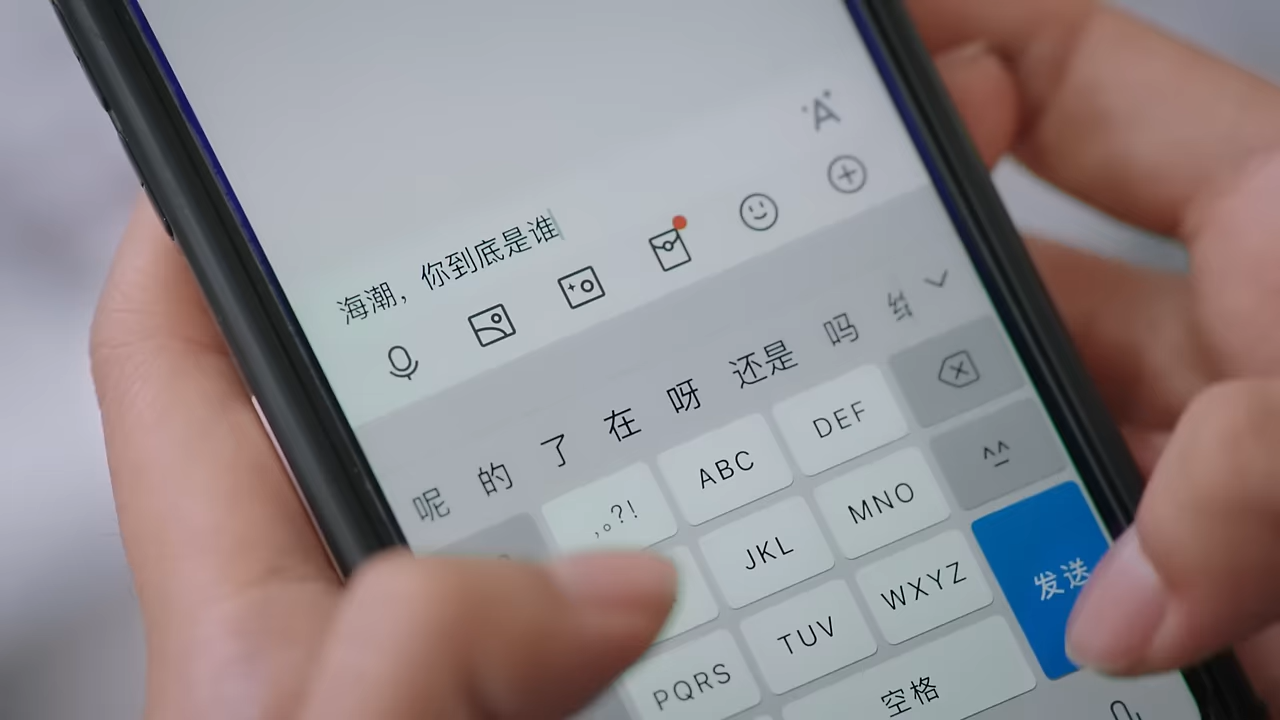 海潮，你到底是谁
呢 的 了 在 呀 还是 吗
,。?! ABC DEF
JKL MNO ^^
PQRS TUV WXYZ 发送
空格